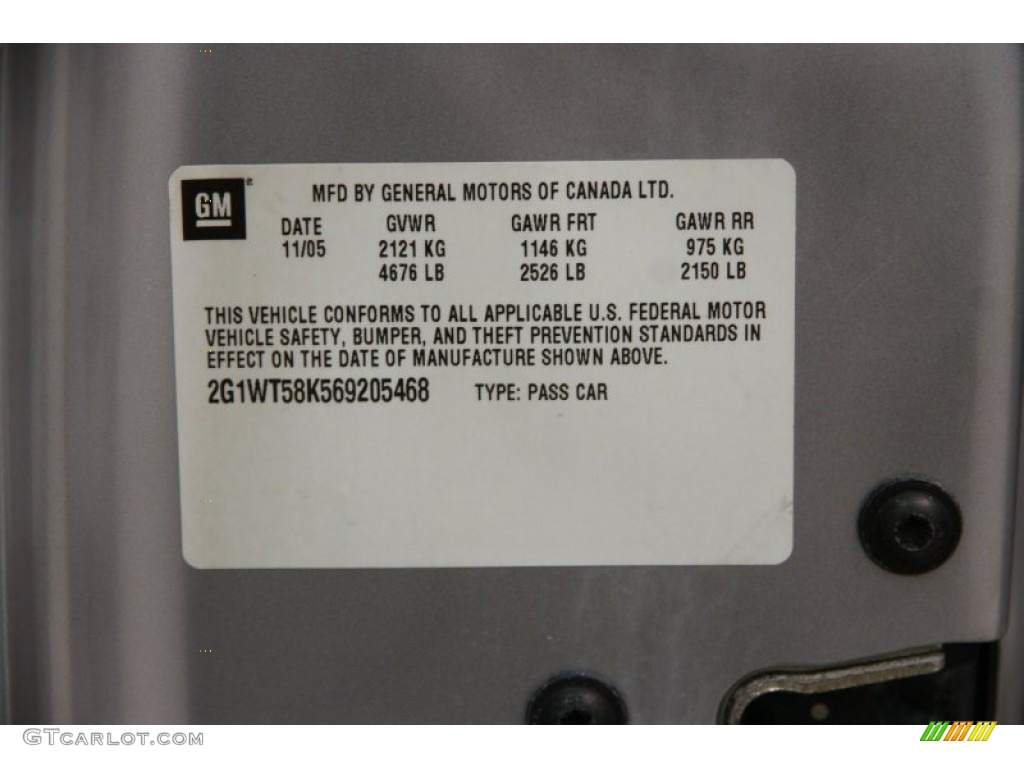 GM
MFD BY GENERAL MOTORS OF CANADA LTD.
DATE GVWR GAWR FRT GAWR RR
11/05 2121 KG 1146 KG 975 KG
4676 LB 2526 LB 2150 LB
THIS VEHICLE CONFORMS TO ALL APPLICABLE U.S. FEDERAL MOTOR
VEHICLE SAFETY, BUMPER, AND THEFT PREVENTION STANDARDS IN
EFFECT ON THE DATE OF MANUFACTURE SHOWN ABOVE.
2G1WT58K569205468 TYPE: PASS CAR
GTCARLOT.COM